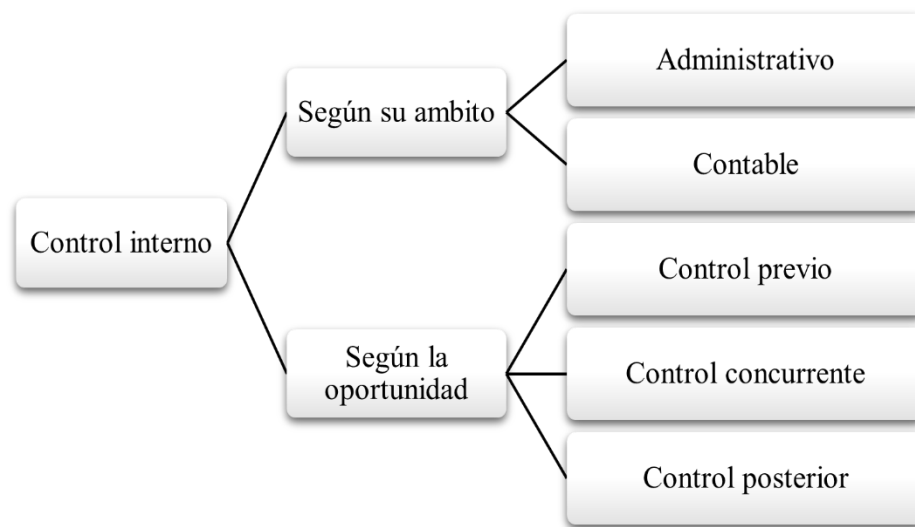 Control interno
Según su ambito
Administrativo
Contable
Según la
oportunidad
Control previo
Control concurrente
Control posterior